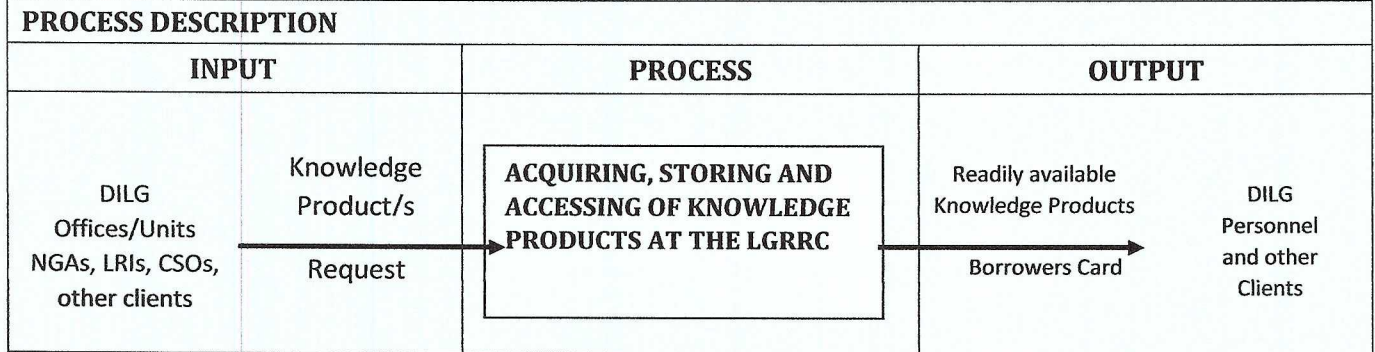 PROCESS DESCRIPTION
INPUT
PROCESS
OUTPUT
DILG
Offices/Units
NGAs, LRIs, CSOs,
other clients
Knowledge
Product/s
Request
ACQUIRING, STORING AND
ACCESSING OF KNOWLEDGE
PRODUCTS AT THE LGRRC
Readily available
Knowledge Products
Borrowers Card
DILG
Personnel
and other
Clients